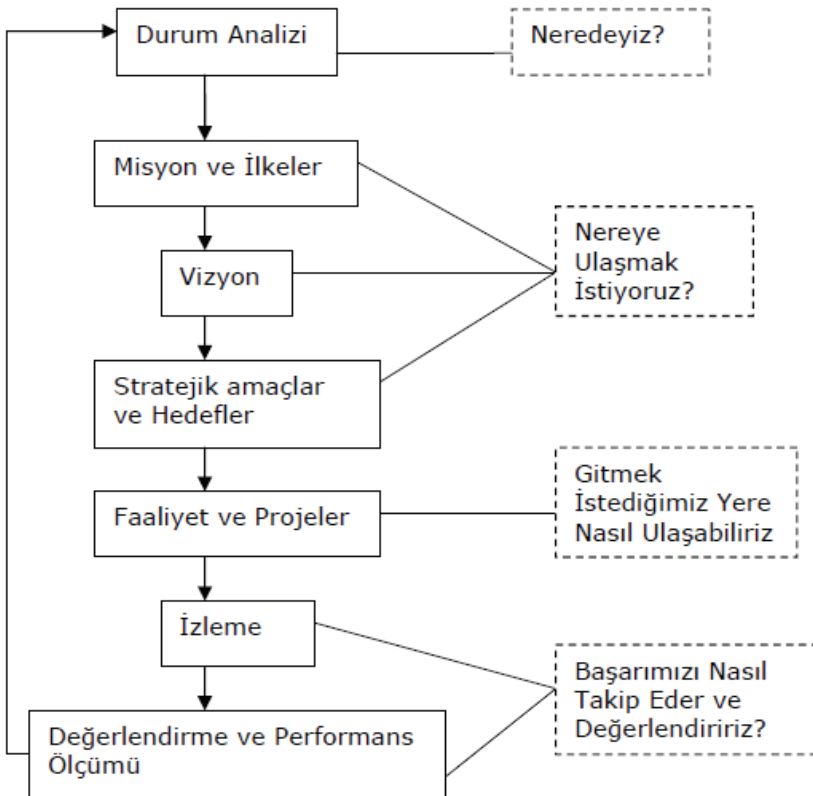 Durum Analizi
Neredeyiz?
Misyon ve İlkeler
Nereye
Ulaşmak
İstiyoruz?
Vizyon
Stratejik amaçlar
ve Hedefler
Gitmek
İstediğimiz Yere
Nasıl Ulaşabiliriz
Faaliyet ve Projeler
İzleme
Başarımızı Nasıl
Takip Eder ve
Değerlendiririz?
Değerlendirme ve Performans
Ölçümü